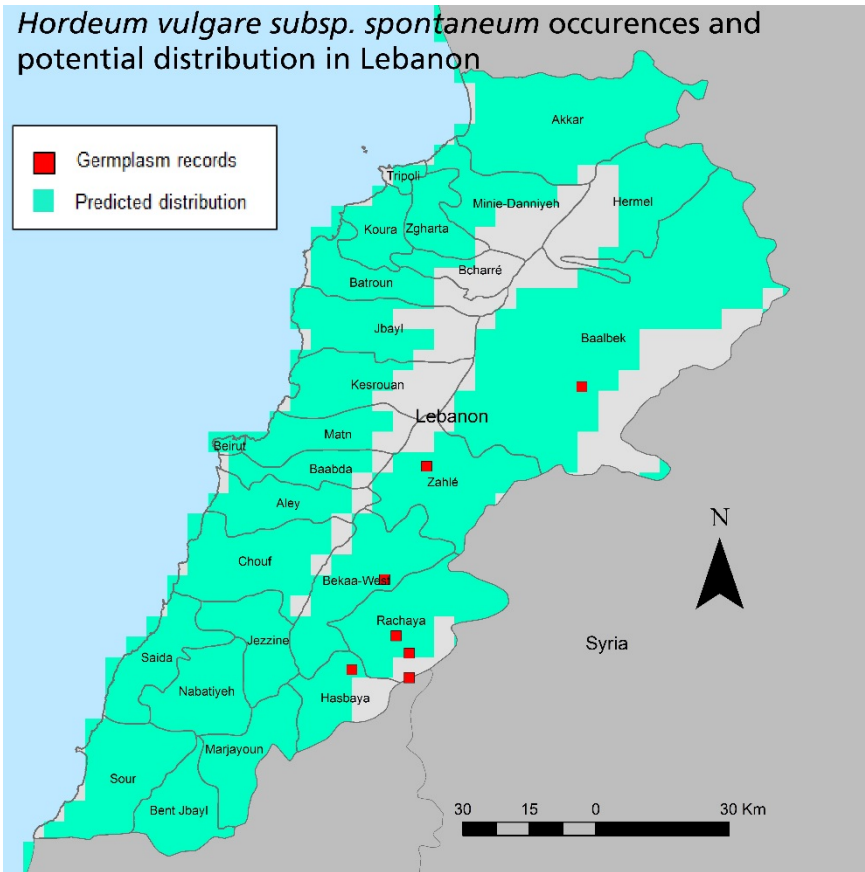 Hordeum vulgare subsp. spontaneum occurences and
potential distribution in Lebanon
Germplasm records
Predicted distribution
Akkar
Tripoli
Minie-Danniyeh
Hermel
Koura
Zgharta
Bcharré
Batroun
Jbayl
Baalbek
Kesrouan
Lebanon
Matn
Beirut
Baabda
Zahlé
Aley
N
Chouf
Bekaa-West
Rachaya
Jezzine
Syria
Saida
Nabatiyeh
Hasbaya
Marjayoun
Sour
Bent Jbayl
30 15 0 30 Km